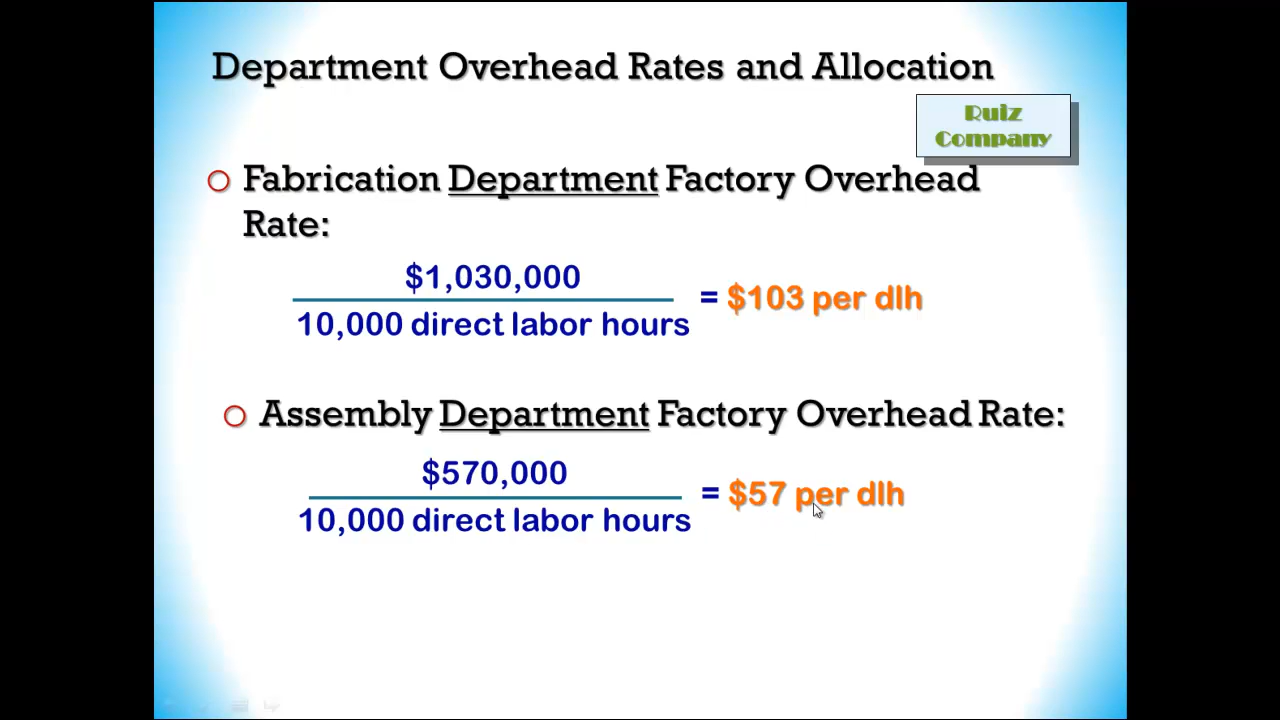 Department Overhead Rates and Allocation
Ruiz
Company
Fabrication Department Factory Overhead
Rate:
$1,030,000
10,000 direct labor hours
= $103 per dlh
Assembly Department Factory Overhead Rate:
$570,000
10,000 direct labor hours
= $57 per dlh